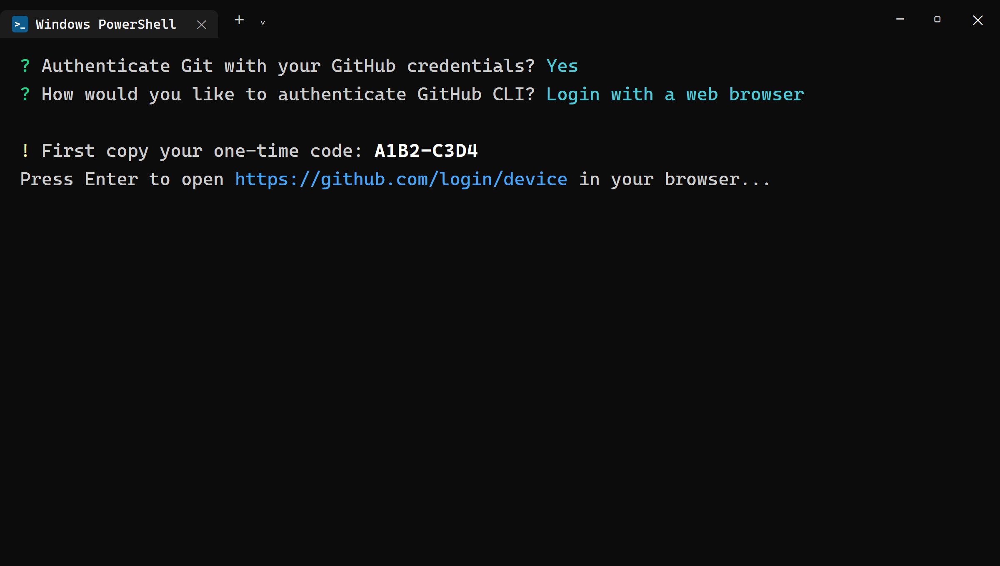 Windows PowerShell
? Authenticate Git with your GitHub credentials? Yes
? How would you like to authenticate GitHub CLI? Login with a web browser
! First copy your one-time code: A1B2-C3D4
Press Enter to open https://github.com/login/device in your browser...